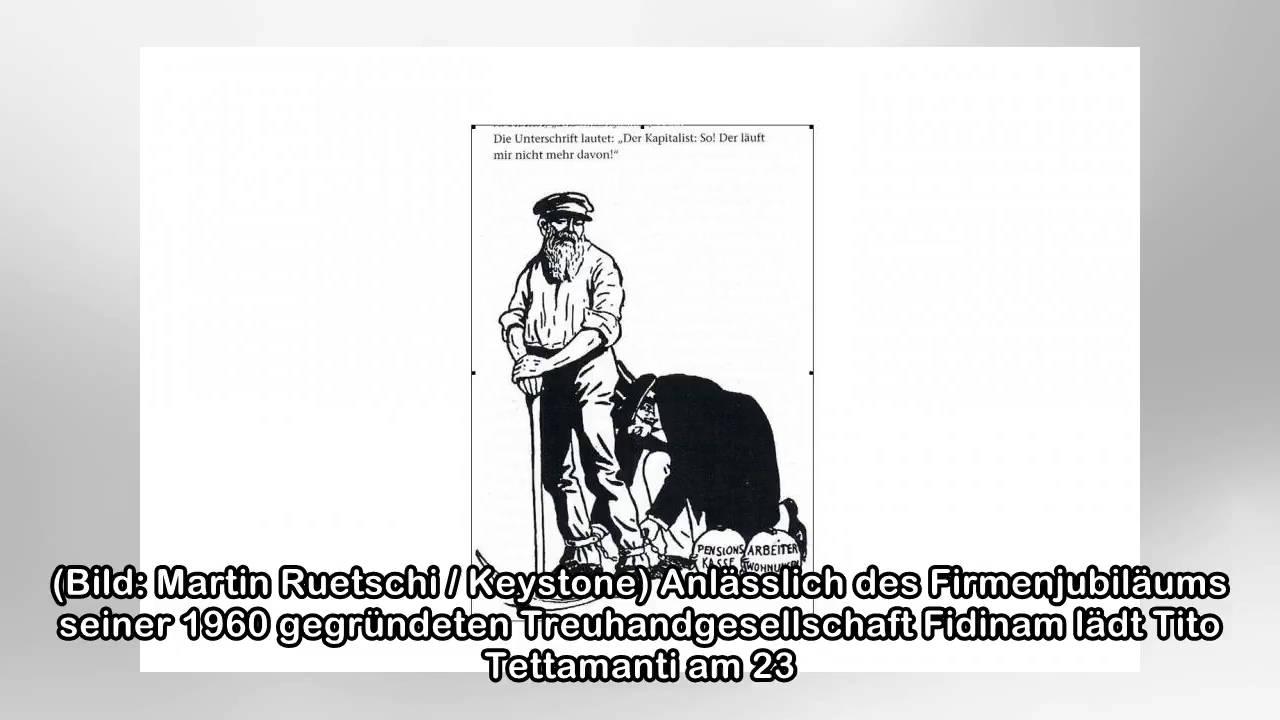 Die Unterschrift lautet: „Der Kapitalist: So! Der läuft
mir nicht mehr davon!“
PENSIONS
KASSE
ARBEITER
WOHNUNGEN
(Bild: Martin Ruetschi / Keystone) Anlässlich des Firmenjubiläums
seiner 1960 gegründeten Treuhandgesellschaft Fidinam lädt Tito
Tettamanti am 23